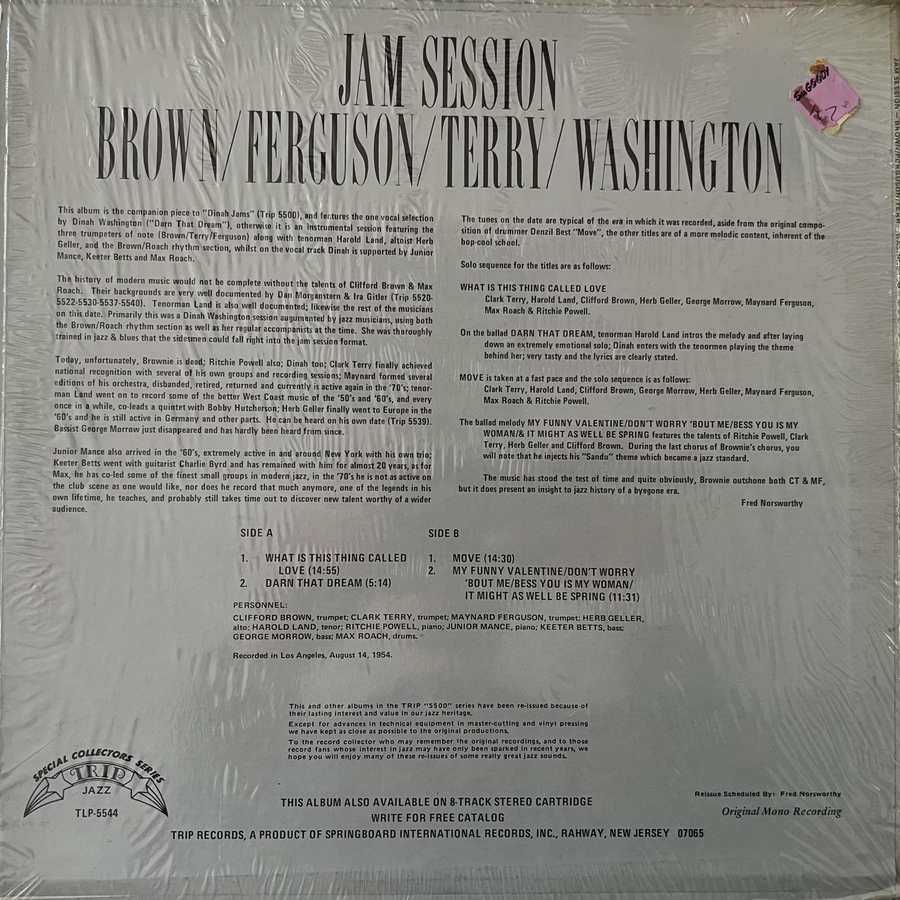 JAM SESSION
BROWN/FERGUSON/TERRY/WASHINGTON
This album is the companion piece to "Dinah Jams" (Trip 5500), and features the one vocal selection
by Dinah Washington ("Darn That Dream"), otherwise it is an instrumental session featuring the
three trumpeters of note (Brown/Terry/Ferguson) along with tenorman Harold Land, altoist Herb
Geller, and the Brown/Roach rhythm section, whilst on the vocal track Dinah is supported by Junior
Mance, Keeter Betts and Max Roach.
The history of modern music would not be complete without the talents of Clifford Brown & Max
Roach. Their backgrounds are very well documented by Dan Morganstern & Ira Gitler (Trip 5520-
5522-5530-5537-5540). Tenorman Land is also well documented; likewise the rest of the musicians
on this date. Primarily this was a Dinah Washington session augumented by jazz musicians, using both
the Brown/Roach rhythm section as well as her regular accompanists at the time. She was thoroughly
trained in jazz & blues that the sidesmen could fall right into the jam session format.
Today, unfortunately, Brownie is dead; Ritchie Powell also; Dinah too; Clark Terry finally achieved
national recognition with several of his own groups and recording sessions; Maynard formed several
editions of his orchestra, disbanded, retired, returned and currently is active again in the '70's; tenor-
man Land went on to record some of the better West Coast music of the '50's and '60's, and every
once in a while, co-leads a quintet with Bobby Hutcherson; Herb Geller finally went to Europe in the
'60's and he is still active in Germany and other parts. He can be heard on his own date (Trip 5539).
Bassist George Morrow just disappeared and has hardly been heard from since.
Junior Mance also arrived in the '60's, extremely active in and around New York with his own trio;
Keeter Betts went with guitarist Charlie Byrd and has remained with him for almost 20 years, as for
Max, he has co-led some of the finest small groups in modern jazz, in the '70's he is not as active on
the club scene as one would like, nor does he record that much anymore, one of the legends in his
own lifetime, he teaches, and probably still takes time out to discover new talent worthy of a wider
audience.
The tunes on the date are typical of the era in which it was recorded, aside from the original compo-
sition of drummer Denzil Best "Move", the other titles are of a more melodic content, inherent of the
bop-cool school.
Solo sequence for the titles are as follows:
WHAT IS THIS THING CALLED LOVE
Clark Terry, Harold Land, Clifford Brown, Herb Geller, George Morrow, Maynard Ferguson,
Max Roach & Ritchie Powell.
On the ballad DARN THAT DREAM, tenorman Harold Land intros the melody and after laying
down an extremely emotional solo; Dinah enters with the tenormen playing the theme
behind her; very tasty and the lyrics are clearly stated.
MOVE is taken at a fast pace and the solo sequence is as follows:
Clark Terry, Harold Land, Clifford Brown, George Morrow, Herb Geller, Maynard Ferguson,
Max Roach & Ritchie Powell.
The ballad melody MY FUNNY VALENTINE/DON'T WORRY 'BOUT ME/BESS YOU IS MY
WOMAN/& IT MIGHT AS WELL BE SPRING features the talents of Ritchie Powell, Clark
Terry, Herb Geller and Clifford Brown. During the last chorus of Brownie's chorus, you
will note that he injects his "Sandu" theme which became a jazz standard.
The music has stood the test of time and quite obviously, Brownie outshone both CT & MF,
but it does present an insight to jazz history of a byegone era.
Fred Norsworthy
SIDE A
1. WHAT IS THIS THING CALLED
LOVE (14:55)
2. DARN THAT DREAM (5:14)
SIDE B
1. MOVE (14:30)
2. MY FUNNY VALENTINE/DON'T WORRY
'BOUT ME/BESS YOU IS MY WOMAN/
IT MIGHT AS WELL BE SPRING (11:31)
PERSONNEL:
CLIFFORD BROWN, trumpet; CLARK TERRY, trumpet; MAYNARD FERGUSON, trumpet; HERB GELLER,
alto; HAROLD LAND, tenor; RITCHIE POWELL, piano; JUNIOR MANCE, piano; KEETER BETTS, bass;
GEORGE MORROW, bass; MAX ROACH, drums.
Recorded in Los Angeles, August 14, 1954.
This and other albums in the TRIP "5500" series have been re-issued because of
their lasting interest and value in our jazz heritage.
Except for advances in technical equipment in master-cutting and vinyl pressing
we have kept as close as possible to the original productions.
To the record collector who may remember the original recordings, and to those
record fans whose interest in jazz may have only been sparked in recent years, we
hope you will enjoy many of these re-issues of some really great jazz sounds.
SPECIAL COLLECTORS SERIES
TRIP
JAZZ
TLP-5544
THIS ALBUM ALSO AVAILABLE ON 8-TRACK STEREO CARTRIDGE
WRITE FOR FREE CATALOG
TRIP RECORDS, A PRODUCT OF SPRINGBOARD INTERNATIONAL RECORDS, INC., RAHWAY, NEW JERSEY 07065
Reissue Scheduled By: Fred Norsworthy
Original Mono Recording